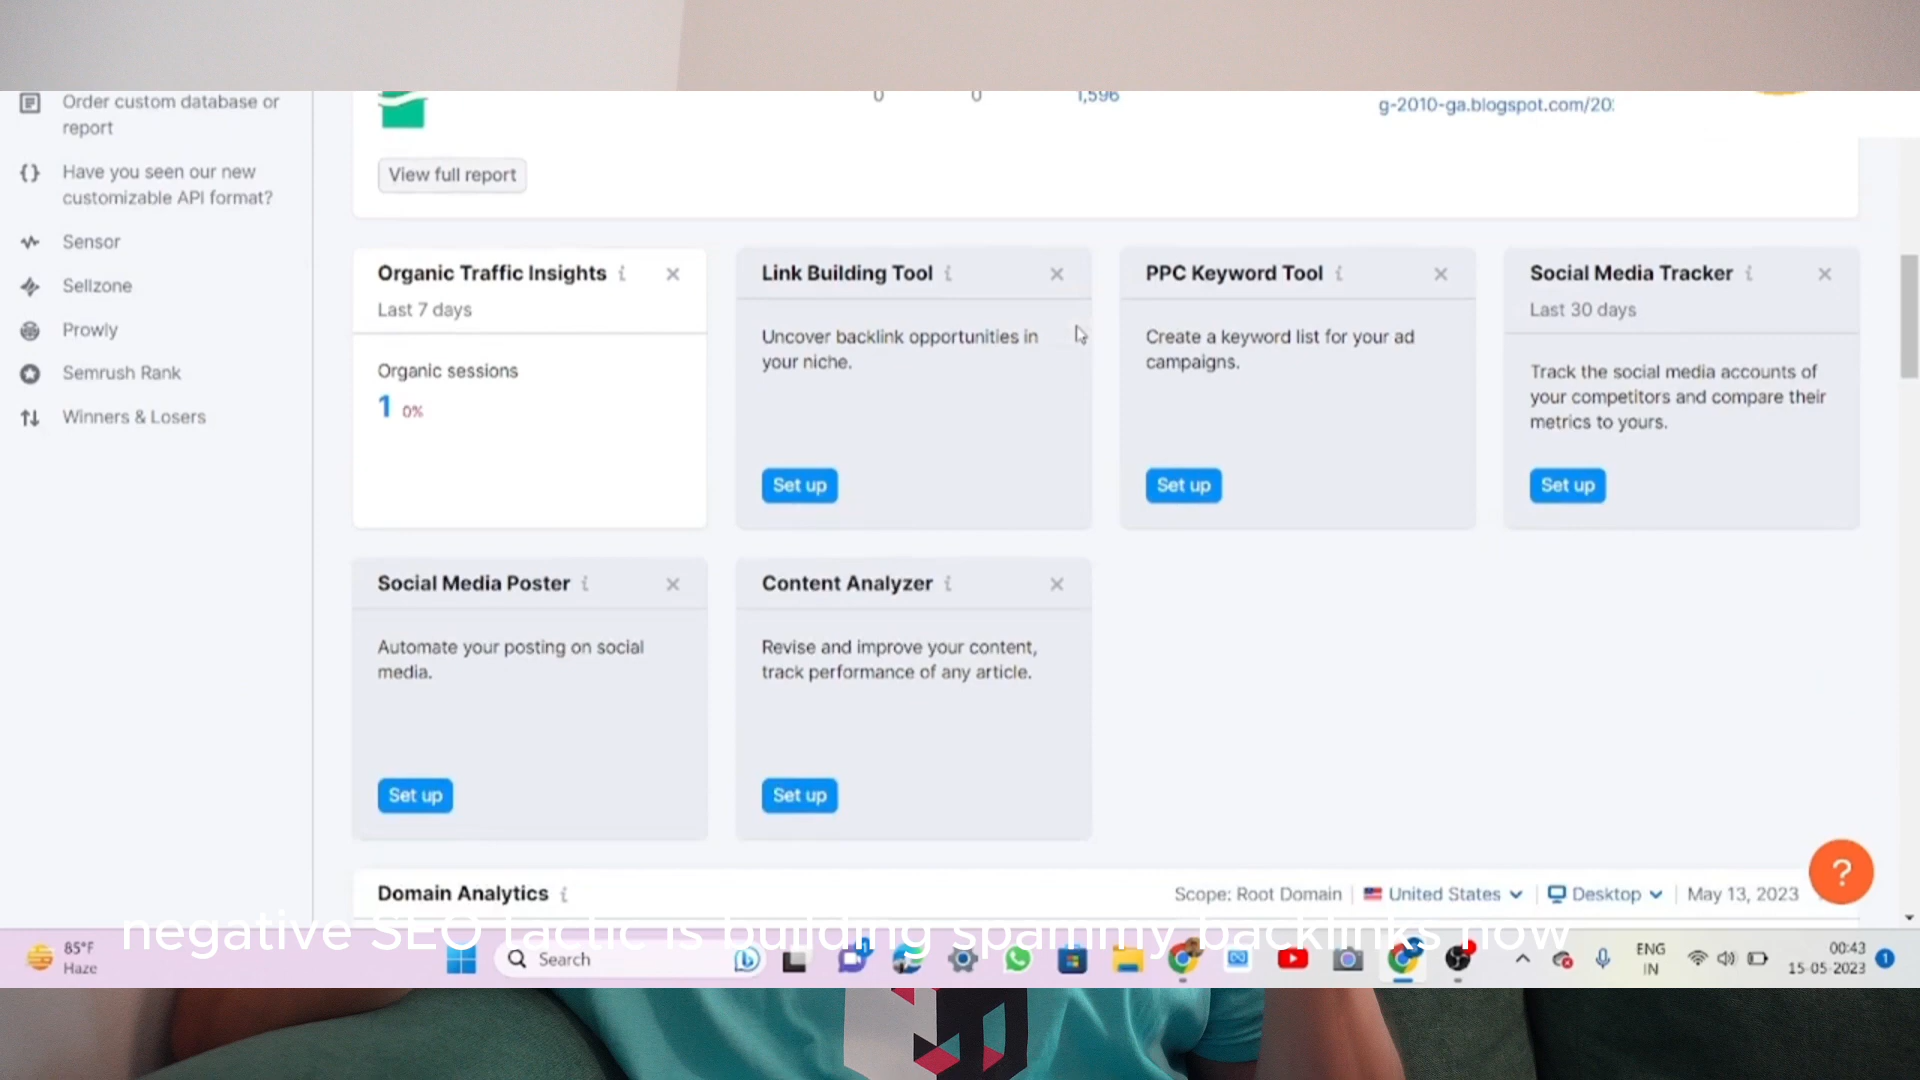 Order custom database or
report
Have you seen our new
customizable API format?
Sensor
Sellzone
Prowly
Semrush Rank
Winners & Losers
0 0 1,596
g-2010-ga.blogspot.com/20
View full report
Organic Traffic Insights i
Last 7 days
Organic sessions
1 0%
Link Building Tool i
Uncover backlink opportunities in
your niche.
Set up
PPC Keyword Tool i
Create a keyword list for your ad
campaigns.
Set up
Social Media Tracker i
Last 30 days
Track the social media accounts of
your competitors and compare their
metrics to yours.
Set up
Social Media Poster i
Automate your posting on social
media.
Set up
Content Analyzer i
Revise and improve your content,
track performance of any article.
Set up
Domain Analytics i
Scope: Root Domain United States Desktop May 13, 2023
?
negative SEO tactic is building spammy backlinks now
85°F
Haze
Search
1
ENG
IN
00:43
15-05-2023
1